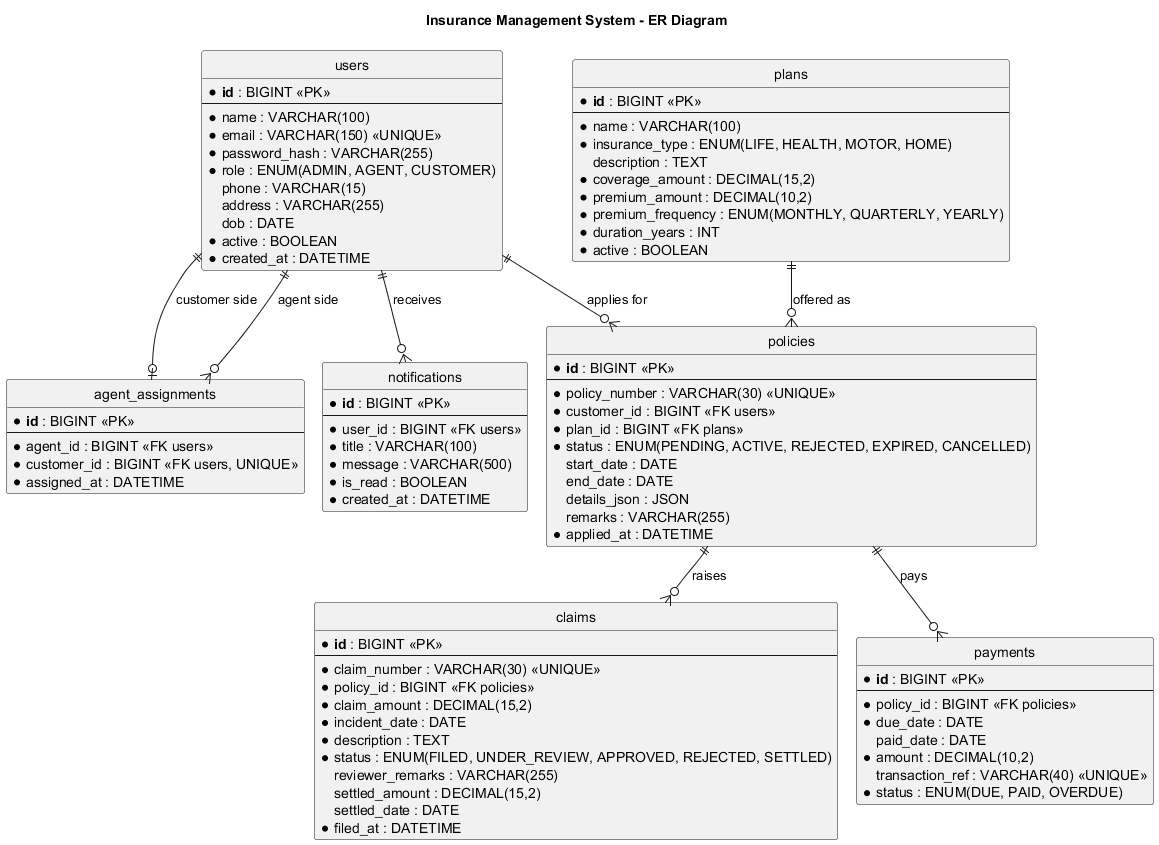 Insurance Management System - ER Diagram
users
id : BIGINT «PK»
name : VARCHAR(100)
email : VARCHAR(150) «UNIQUE»
password_hash : VARCHAR(255)
role : ENUM(ADMIN, AGENT, CUSTOMER)
phone : VARCHAR(15)
address : VARCHAR(255)
dob : DATE
active : BOOLEAN
created_at : DATETIME
plans
id : BIGINT «PK»
name : VARCHAR(100)
insurance_type : ENUM(LIFE, HEALTH, MOTOR, HOME)
description : TEXT
coverage_amount : DECIMAL(15,2)
premium_amount : DECIMAL(10,2)
premium_frequency : ENUM(MONTHLY, QUARTERLY, YEARLY)
duration_years : INT
active : BOOLEAN
customer side
agent side
receives
applies for
offered as
agent_assignments
id : BIGINT «PK»
agent_id : BIGINT «FK users»
customer_id : BIGINT «FK users, UNIQUE»
assigned_at : DATETIME
notifications
id : BIGINT «PK»
user_id : BIGINT «FK users»
title : VARCHAR(100)
message : VARCHAR(500)
is_read : BOOLEAN
created_at : DATETIME
policies
id : BIGINT «PK»
policy_number : VARCHAR(30) «UNIQUE»
customer_id : BIGINT «FK users»
plan_id : BIGINT «FK plans»
status : ENUM(PENDING, ACTIVE, REJECTED, EXPIRED, CANCELLED)
start_date : DATE
end_date : DATE
details_json : JSON
remarks : VARCHAR(255)
applied_at : DATETIME
raises
pays
claims
id : BIGINT «PK»
claim_number : VARCHAR(30) «UNIQUE»
policy_id : BIGINT «FK policies»
claim_amount : DECIMAL(15,2)
incident_date : DATE
description : TEXT
status : ENUM(FILED, UNDER_REVIEW, APPROVED, REJECTED, SETTLED)
reviewer_remarks : VARCHAR(255)
settled_amount : DECIMAL(15,2)
settled_date : DATE
filed_at : DATETIME
payments
id : BIGINT «PK»
policy_id : BIGINT «FK policies»
due_date : DATE
paid_date : DATE
amount : DECIMAL(10,2)
transaction_ref : VARCHAR(40) «UNIQUE»
status : ENUM(DUE, PAID, OVERDUE)